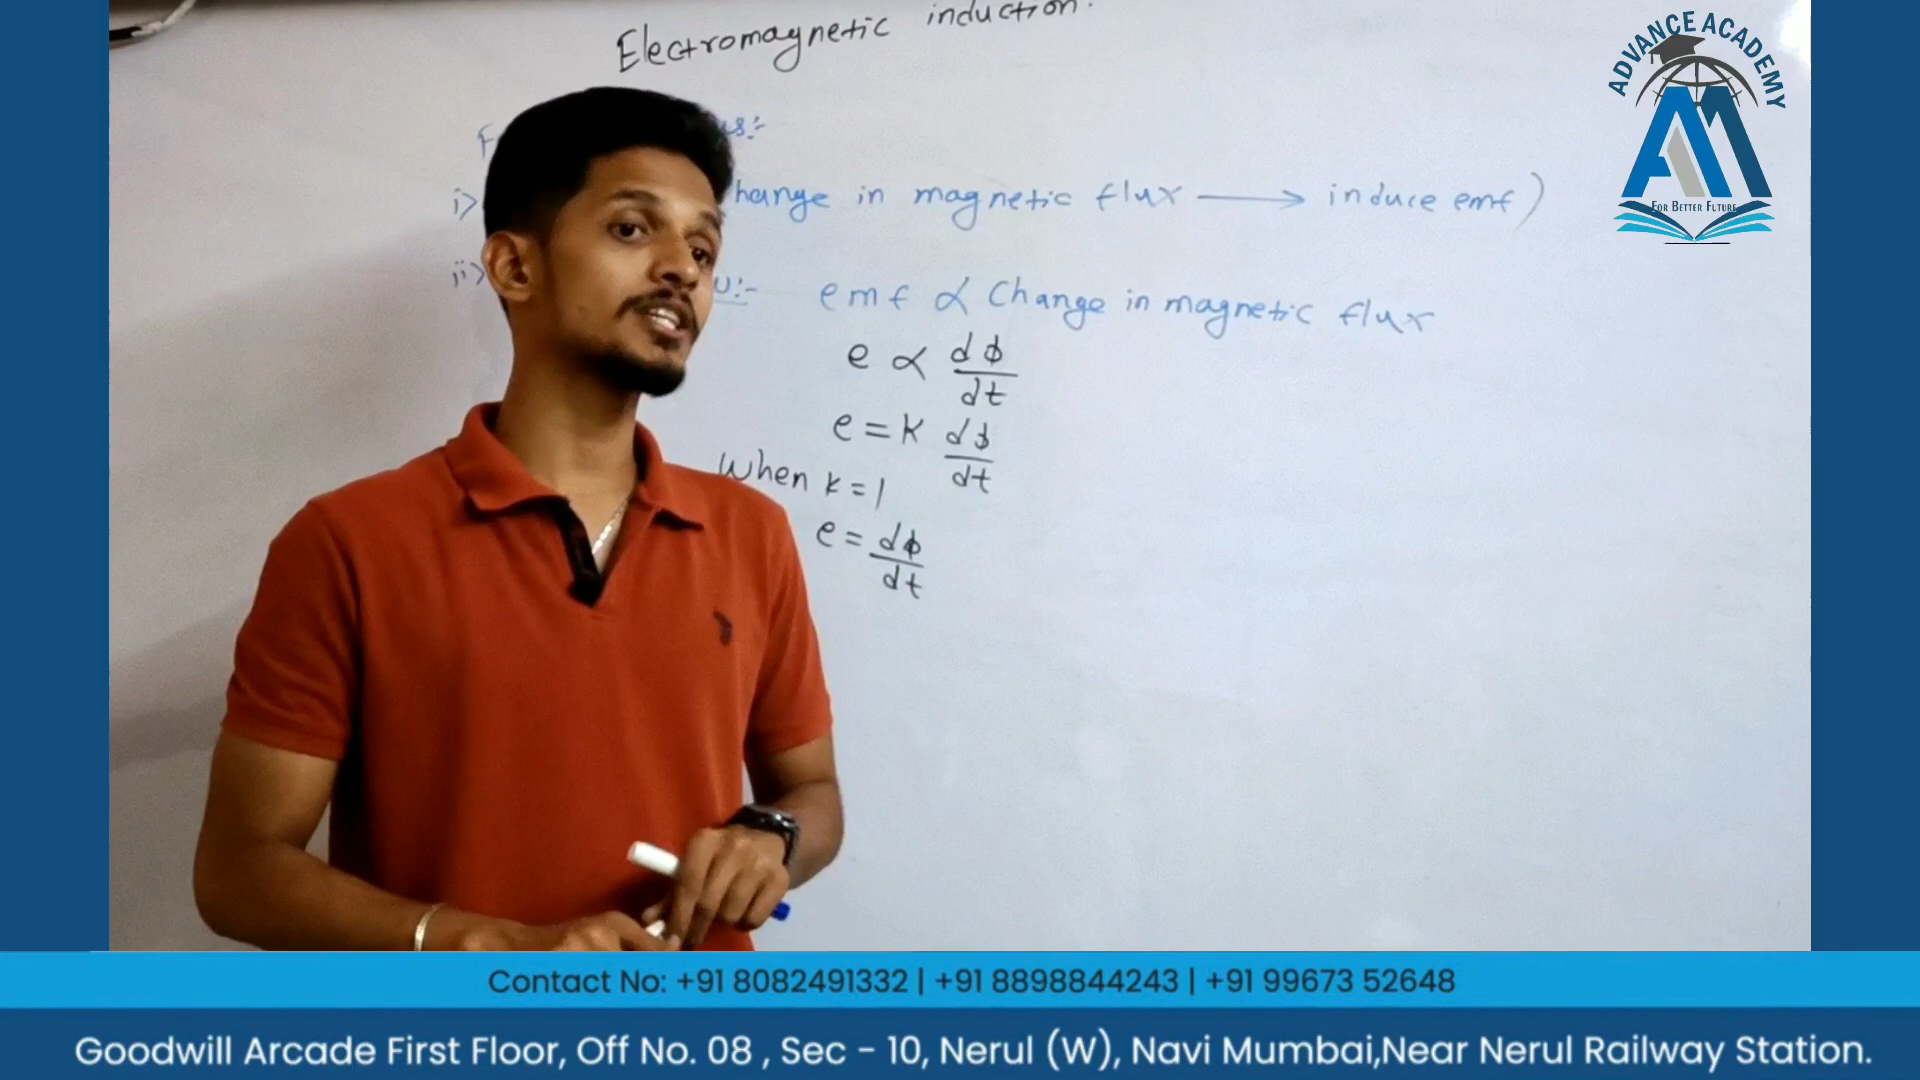 Electromagnetic induction.
i> hange in magnetic flux → induce emf)
ii> emf ∝ Change in magnetic flux
e ∝ dφ/dt
e = K dφ/dt
When K = 1
e = dφ/dt
ADVANCE ACADEMY
FOR BETTER FUTURE
Contact No: +91 8082491332 | +91 8898844243 | +91 99673 52648
Goodwill Arcade First Floor, Off No. 08 , Sec - 10, Nerul (W), Navi Mumbai,Near Nerul Railway Station.